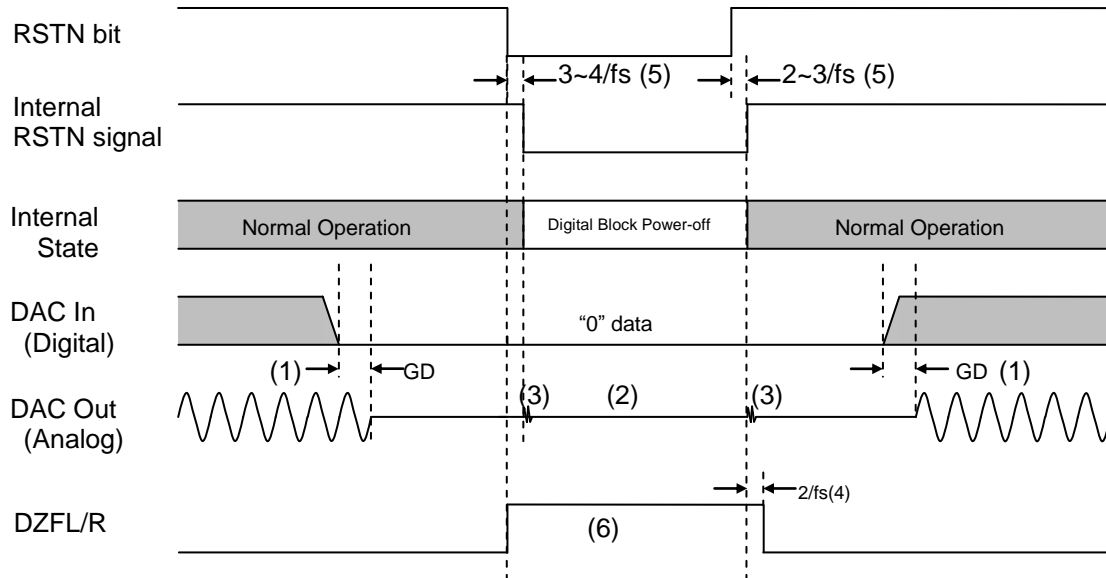 RSTN bit
3~4/fs (5)
2~3/fs (5)
Internal
RSTN signal
Internal
State
Normal Operation
Digital Block Power-off
Normal Operation
DAC In
(Digital)
“0” data
(1)
GD
GD
(1)
DAC Out
(Analog)
(3)
(2)
(3)
2/fs(4)
DZFL/R
(6)